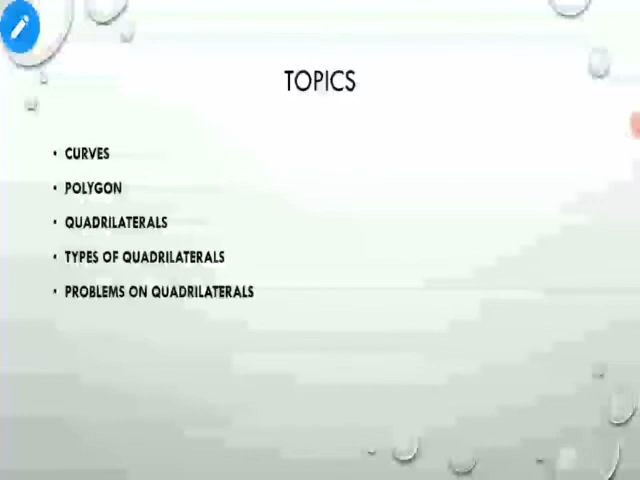 TOPICS
• CURVES
• POLYGON
• QUADRILATERALS
• TYPES OF QUADRILATERALS
• PROBLEMS ON QUADRILATERALS